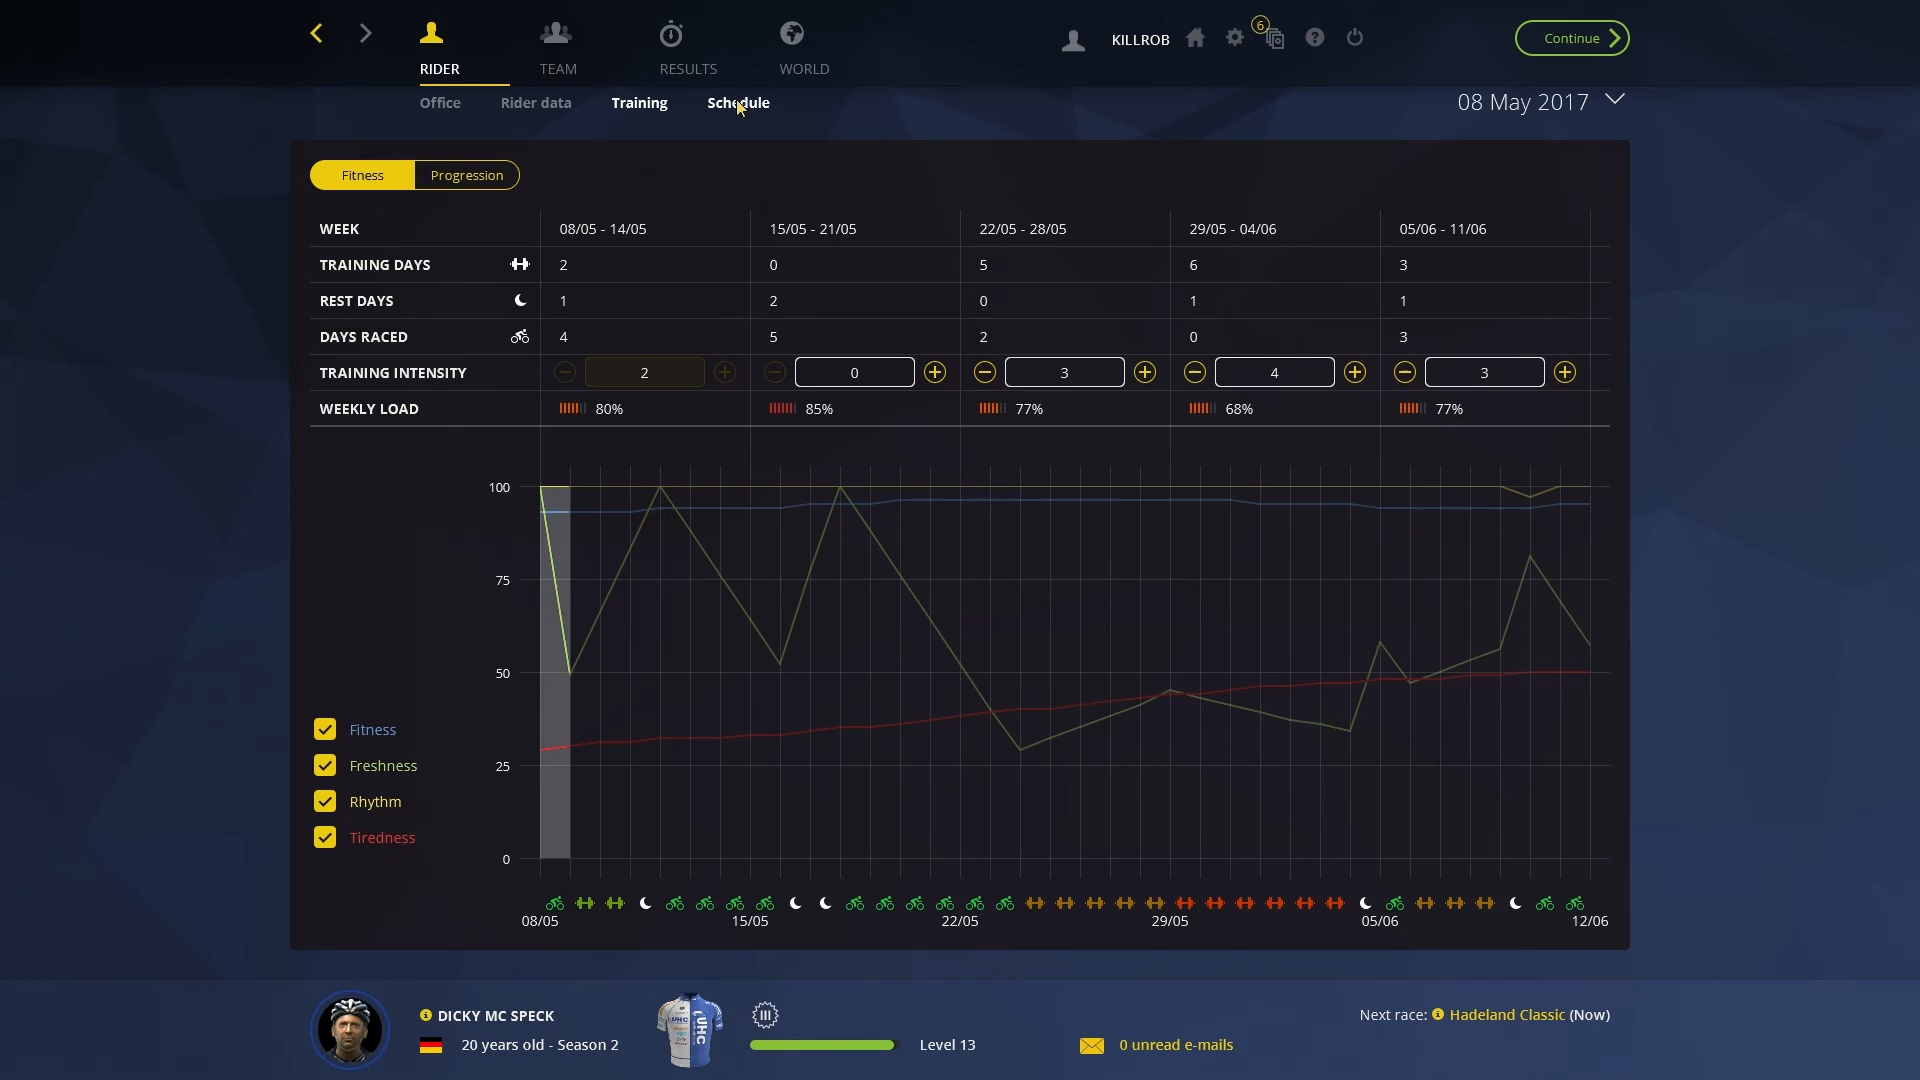 RIDER TEAM RESULTS WORLD
KILLROB 6 ? Continue
Office Rider data Training Schedule
08 May 2017
Fitness Progression
WEEK 08/05 - 14/05 15/05 - 21/05 22/05 - 28/05 29/05 - 04/06 05/06 - 11/06
TRAINING DAYS 2 0 5 6 3
REST DAYS 1 2 0 1 1
DAYS RACED 4 5 2 0 3
TRAINING INTENSITY 2 0 3 4 3
WEEKLY LOAD 80% 85% 77% 68% 77%
100
75
50
25
0
Fitness
Freshness
Rhythm
Tiredness
08/05 15/05 22/05 29/05 05/06 12/06
DICKY MC SPECK
20 years old - Season 2
UHC
UHC
III
Level 13
0 unread e-mails
Next race: Hadeland Classic (Now)